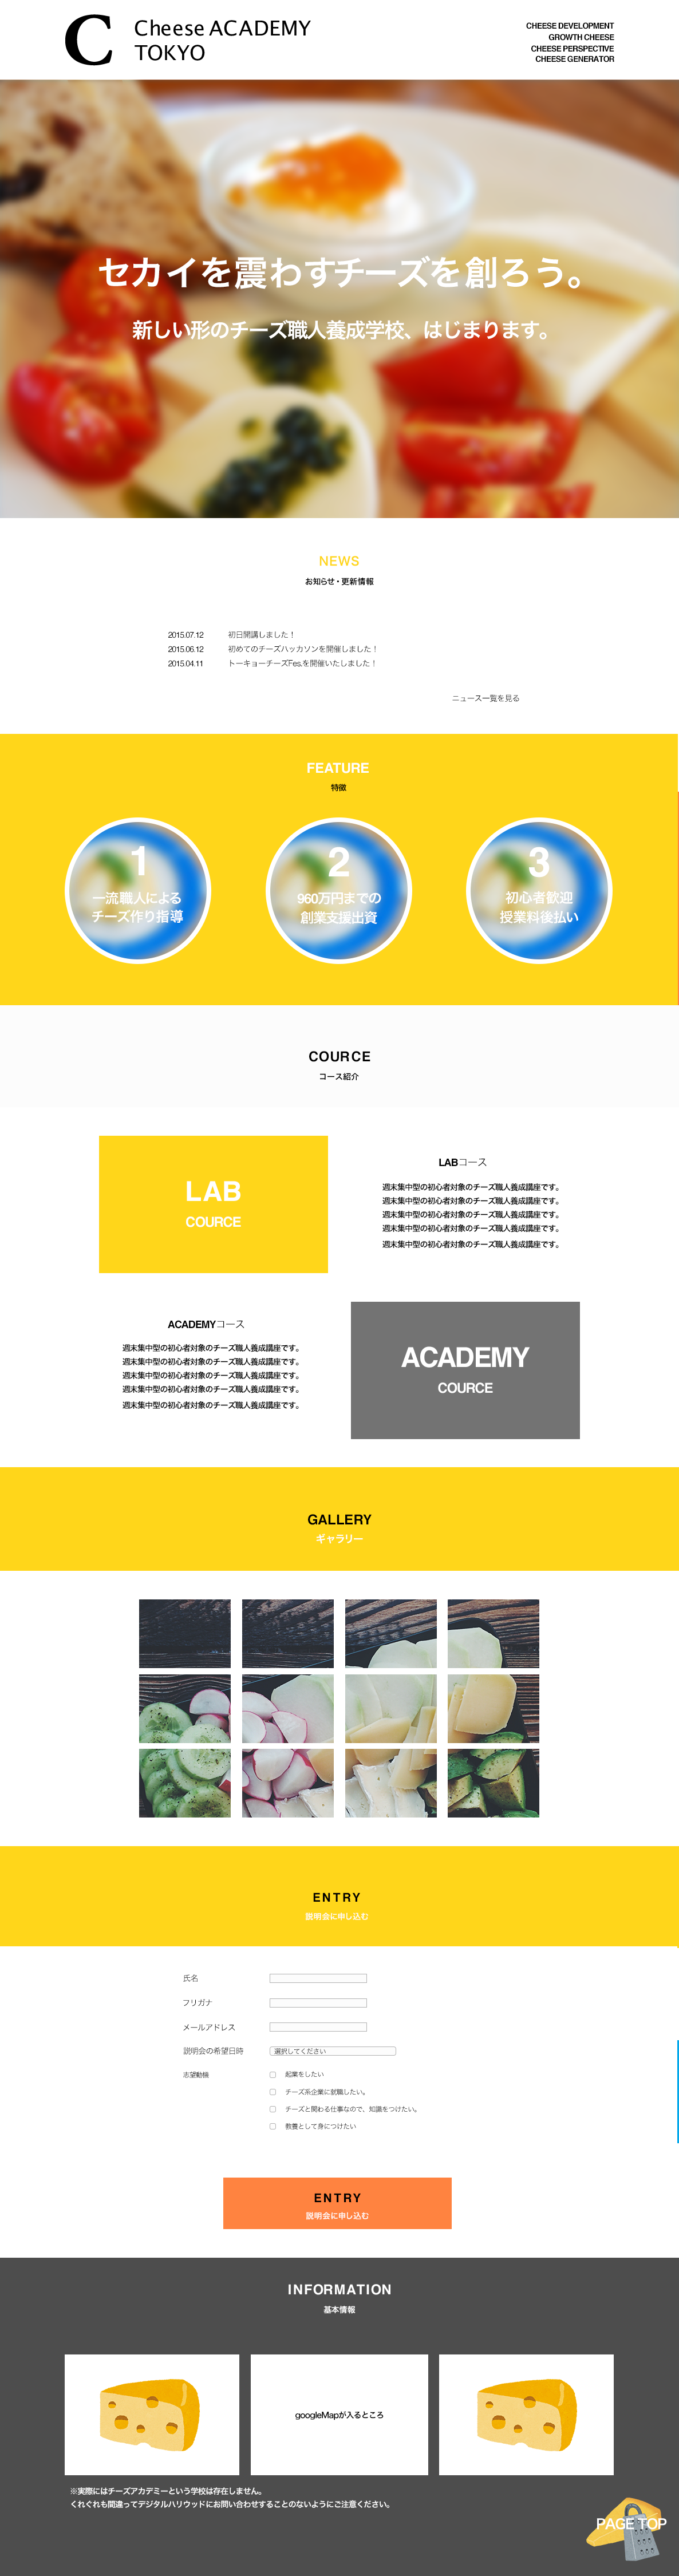 C
Cheese ACADEMY
TOKYO
CHEESE DEVELOPMENT
GROWTH CHEESE
CHEESE PERSPECTIVE
CHEESE GENERATOR
セカイを震わすチーズを創ろう。
新しい形のチーズ職人養成学校、はじまります。
NEWS
お知らせ・更新情報
2015.07.12 初日開講しました！
2015.06.12 初めてのチーズハッカソンを開催しました！
2015.04.11 トーキョーチーズFes.を開催いたしました！
ニュース一覧を見る
FEATURE
特徴
1
一流職人による
チーズ作り指導
2
960万円までの
創業支援出資
3
初心者歓迎
授業料後払い
COURCE
コース紹介
LAB
COURCE
LABコース
週末集中型の初心者対象のチーズ職人養成講座です。
週末集中型の初心者対象のチーズ職人養成講座です。
週末集中型の初心者対象のチーズ職人養成講座です。
週末集中型の初心者対象のチーズ職人養成講座です。
週末集中型の初心者対象のチーズ職人養成講座です。
ACADEMYコース
週末集中型の初心者対象のチーズ職人養成講座です。
週末集中型の初心者対象のチーズ職人養成講座です。
週末集中型の初心者対象のチーズ職人養成講座です。
週末集中型の初心者対象のチーズ職人養成講座です。
週末集中型の初心者対象のチーズ職人養成講座です。
ACADEMY
COURCE
GALLERY
ギャラリー
ENTRY
説明会に申し込む
氏名
フリガナ
メールアドレス
説明会の希望日時 選択してください
志望動機 起業をしたい
チーズ系企業に就職したい。
チーズと関わる仕事なので、知識をつけたい。
教養として身につけたい
ENTRY
説明会に申し込む
INFORMATION
基本情報
googleMapが入るところ
※実際にはチーズアカデミーという学校は存在しません。
くれぐれも間違ってデジタルハリウッドにお問い合わせすることのないようにご注意ください。
PAGE TOP